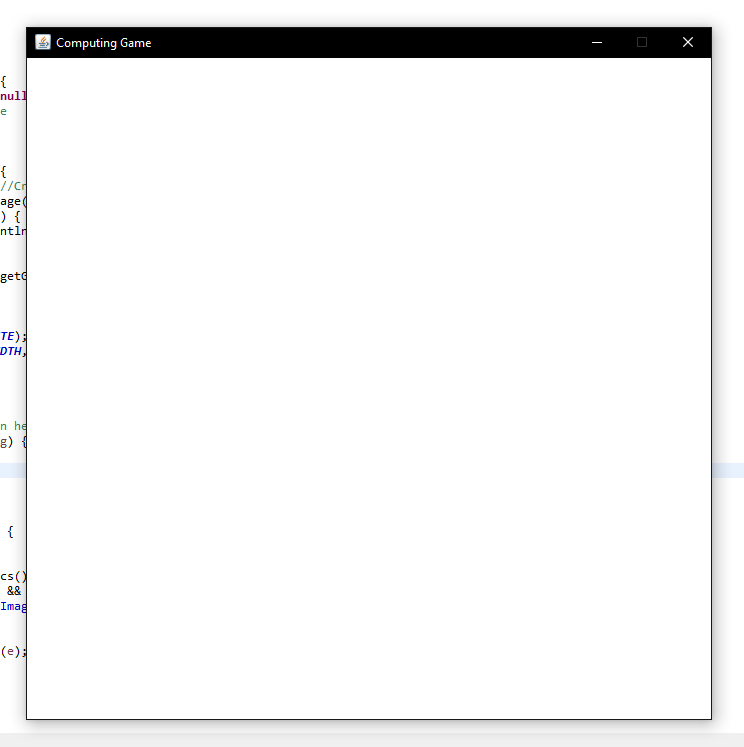 Computing Game
{
null
e
{
//Cr
age(
) {
ntln
getG
TE);
DTH,
n he
g) {
{
cs()
&&
Imag
(e);